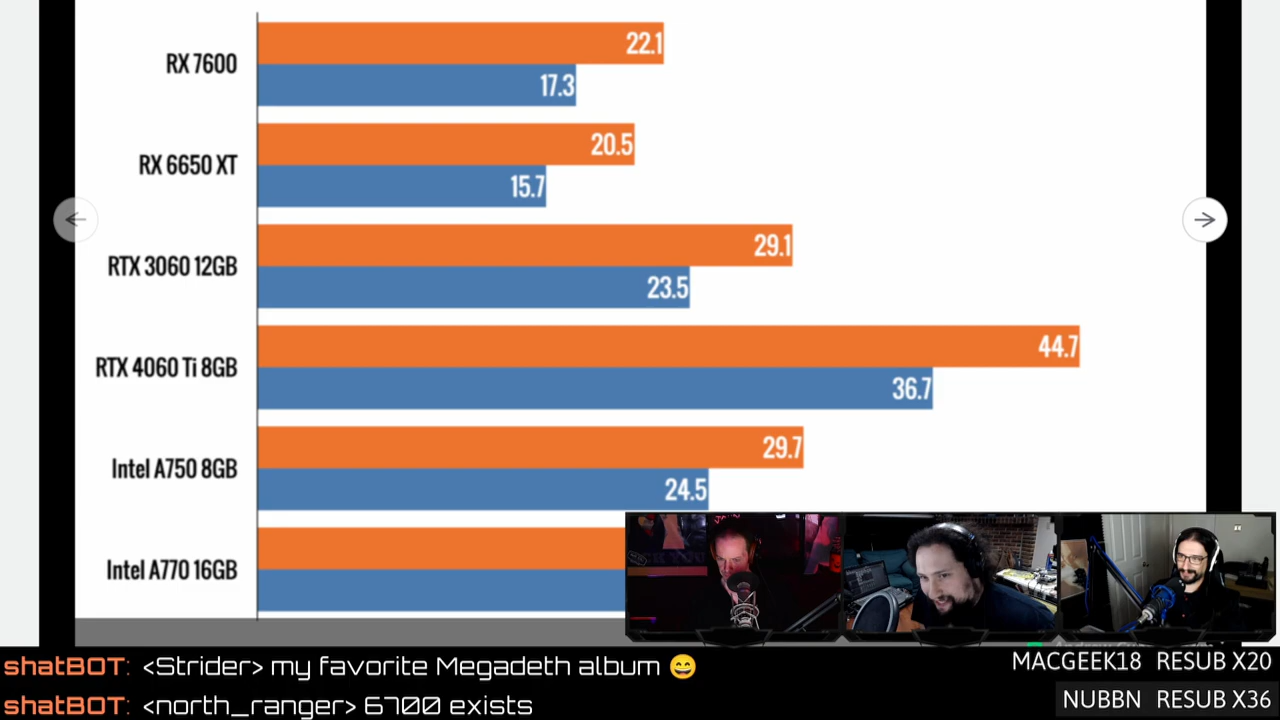 RX 7600
22.1
17.3
RX 6650 XT
20.5
15.7
RTX 3060 12GB
29.1
23.5
RTX 4060 Ti 8GB
44.7
36.7
Intel A750 8GB
29.7
24.5
Intel A770 16GB
shatBOT: <Strider> my favorite Megadeth album 😄
shatBOT: <north_ranger> 6700 exists
MACGEEK18 RESUB X20
NUBBN RESUB X36